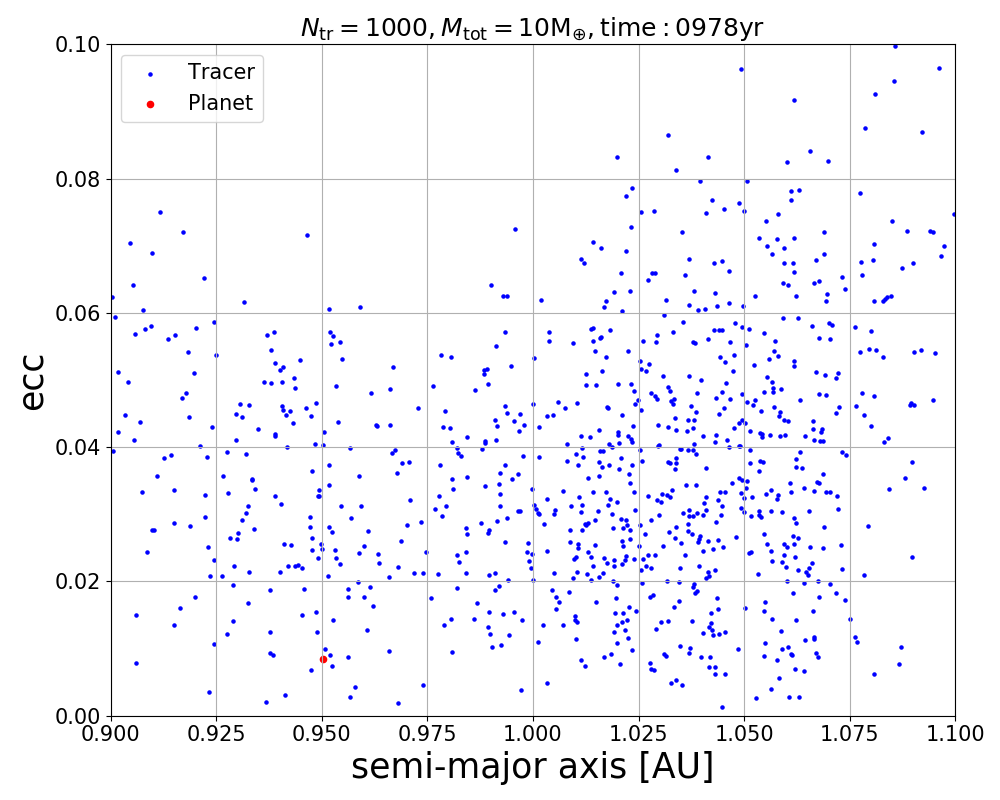 N_tr = 1000, M_tot = 10M_⊕, time : 0978yr
0.10
Tracer
Planet
0.08
0.06
0.04
0.02
0.00
ecc
0.900 0.925 0.950 0.975 1.000 1.025 1.050 1.075 1.100
semi-major axis [AU]